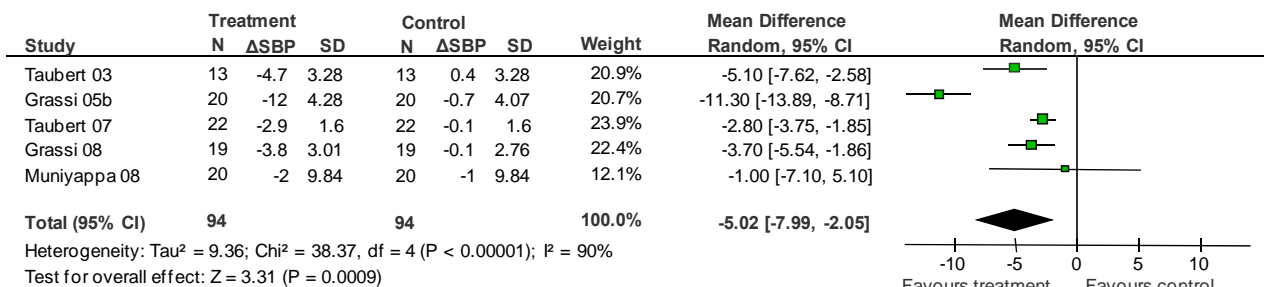 Treatment Control Mean Difference Mean Difference
Study N ΔSBP SD N ΔSBP SD Weight Random, 95% CI Random, 95% CI
Taubert 03 13 -4.7 3.28 13 0.4 3.28 20.9% -5.10 [-7.62, -2.58]
Grassi 05b 20 -12 4.28 20 -0.7 4.07 20.7% -11.30 [-13.89, -8.71]
Taubert 07 22 -2.9 1.6 22 -0.1 1.6 23.9% -2.80 [-3.75, -1.85]
Grassi 08 19 -3.8 3.01 19 -0.1 2.76 22.4% -3.70 [-5.54, -1.86]
Muniyappa 08 20 -2 9.84 20 -1 9.84 12.1% -1.00 [-7.10, 5.10]
Total (95% CI) 94 94 100.0% -5.02 [-7.99, -2.05]
Heterogeneity: Tau² = 9.36; Chi² = 38.37, df = 4 (P < 0.00001); I² = 90%
-10 -5 0 5 10
Test for overall effect: Z = 3.31 (P = 0.0009)
Favours treatment Favours control